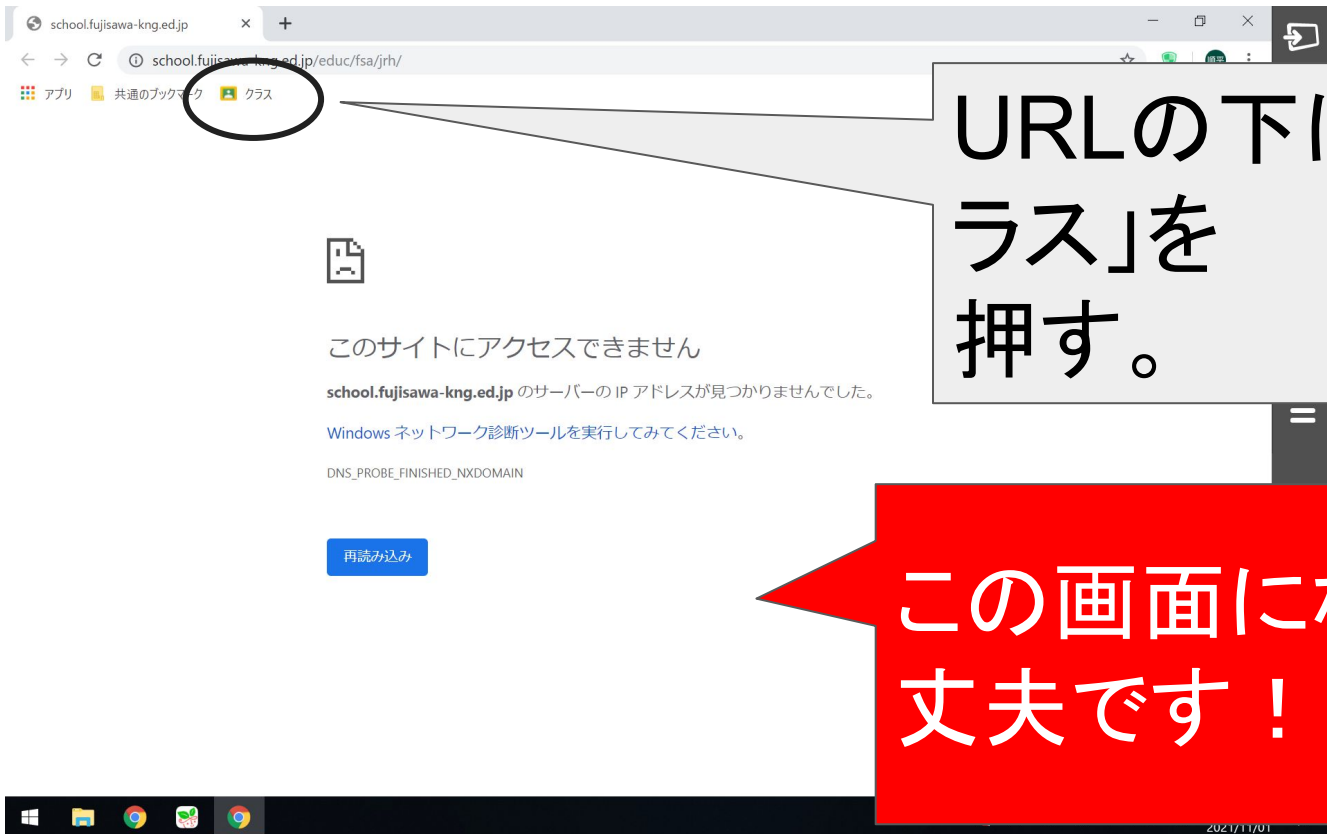 school.fujisawa-kng.ed.jp
school.fujisawa-kng.ed.jp/educ/fsa/jrh/
アプリ 共通のブックマーク クラス
URLの下に
ラス」を
押す。
このサイトにアクセスできません
school.fujisawa-kng.ed.jp のサーバーの IP アドレスが見つかりませんでした。
Windows ネットワーク診断ツールを実行してみてください。
DNS_PROBE_FINISHED_NXDOMAIN
再読み込み
この画面にな
丈夫です！
2021/11/01